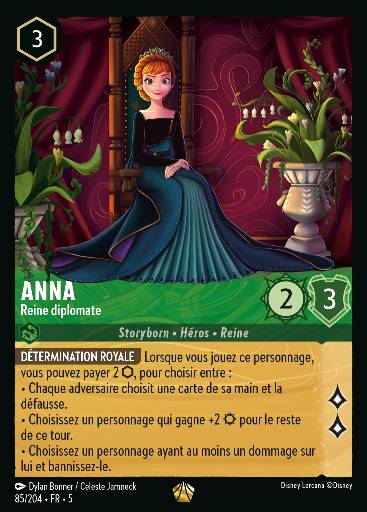 3
ANNA
Reine diplomate
2
3
Storyborn • Héros • Reine
DÉTERMINATION ROYALE Lorsque vous jouez ce personnage,
vous pouvez payer 2 ⬡, pour choisir entre :
• Chaque adversaire choisit une carte de sa main et la
défausse.
• Choisissez un personnage qui gagne +2 ¤ pour le reste
de ce tour.
• Choisissez un personnage ayant au moins un dommage sur
lui et bannissez-le.
Dylan Bonner / Celeste Jamneck
Disney Lorcana ©Disney
85/204 • FR • 5